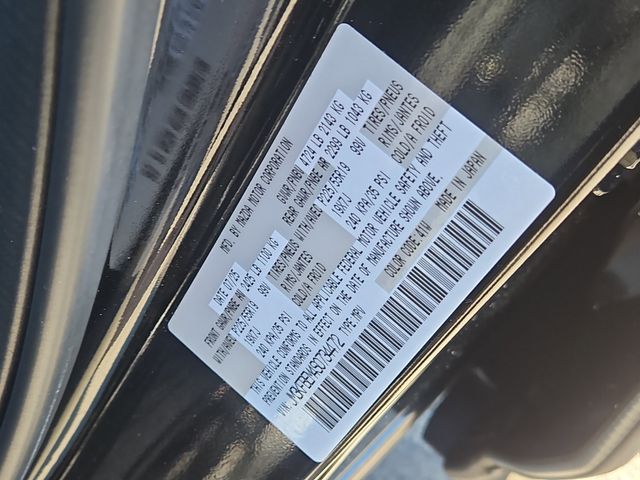 MFD. BY MAZDA MOTOR CORPORATION
DATE: 07/25
GVWR/PNBV 4724 LB 2143 KG
FRONT GAWR/PNBE AV 2425 LB 1100 KG
REAR GAWR/PNBE AR 2299 LB 1043 KG
WITH/AVEC P225/55R19 99V TIRES/PNEUS
19X7J RIMS/JANTES
240 KPA/35 PSI COLD/A FROID
WITH/AVEC P225/55R19 99V TIRES/PNEUS
19X7J RIMS/JANTES
240 KPA/35 PSI COLD/A FROID
THIS VEHICLE CONFORMS TO ALL APPLICABLE FEDERAL MOTOR VEHICLE SAFETY AND THEFT
PREVENTION STANDARDS IN EFFECT ON THE DATE OF MANUFACTURE SHOWN ABOVE.
VIN: TYPE: MPV
COLOR CODE: 41W MADE IN JAPAN